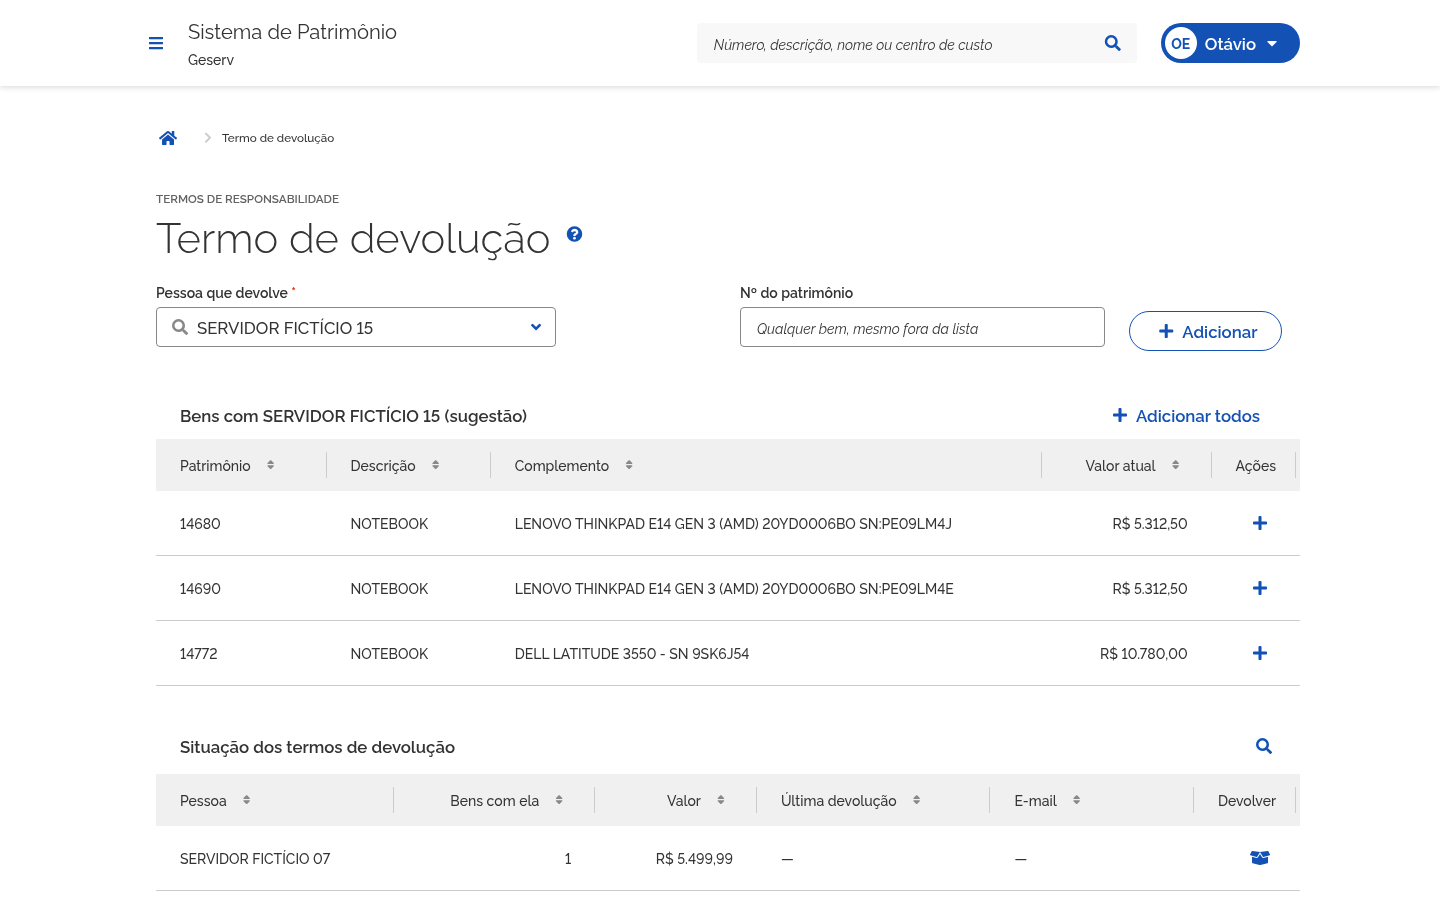 Sistema de Patrimônio
Geserv
Número, descrição, nome ou centro de custo
OE Otávio
Termo de devolução
TERMOS DE RESPONSABILIDADE
Termo de devolução
Pessoa que devolve *
Nº do patrimônio
SERVIDOR FICTÍCIO 15
Qualquer bem, mesmo fora da lista
Adicionar
Bens com SERVIDOR FICTÍCIO 15 (sugestão)
Adicionar todos
Patrimônio Descrição Complemento Valor atual Ações
14680 NOTEBOOK LENOVO THINKPAD E14 GEN 3 (AMD) 20YD0006BO SN:PE09LM4J R$ 5.312,50
14690 NOTEBOOK LENOVO THINKPAD E14 GEN 3 (AMD) 20YD0006BO SN:PE09LM4E R$ 5.312,50
14772 NOTEBOOK DELL LATITUDE 3550 - SN 9SK6J54 R$ 10.780,00
Situação dos termos de devolução
Pessoa Bens com ela Valor Última devolução E-mail Devolver
SERVIDOR FICTÍCIO 07 1 R$ 5.499,99 — —